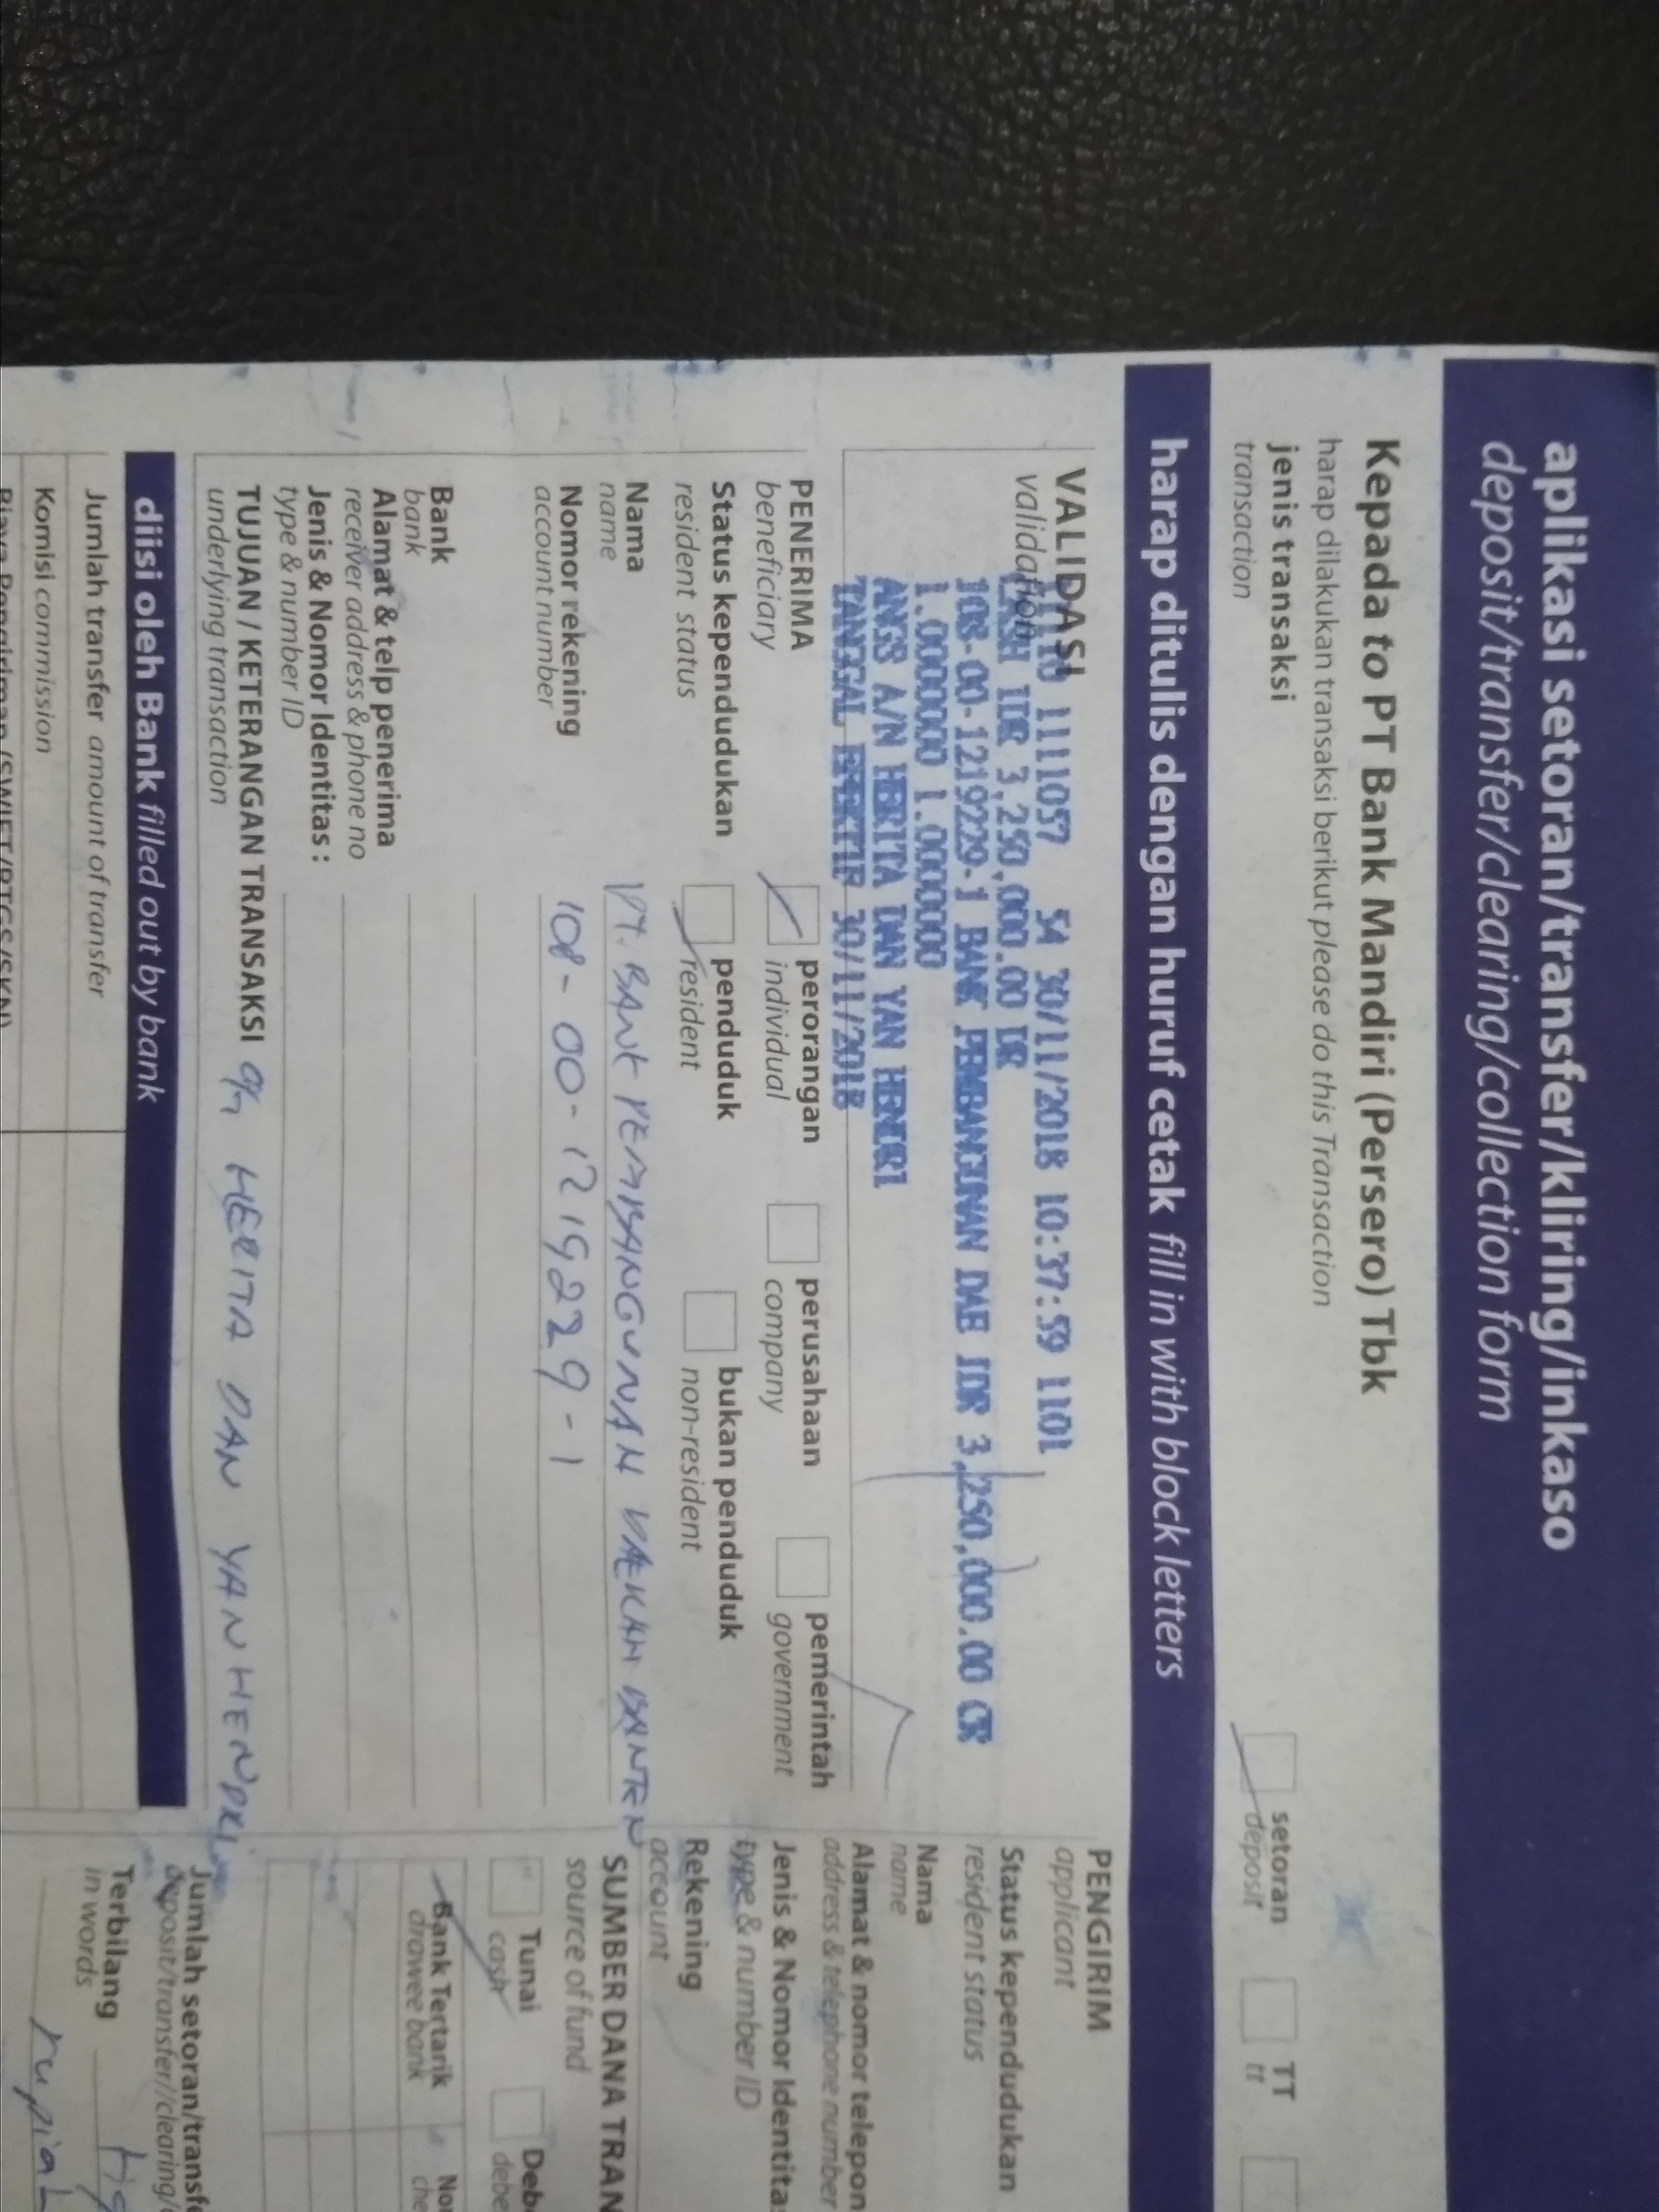 aplikasi setoran/transfer/kliring/inkaso
deposit/transfer/clearing/collection form
Kepada to PT Bank Mandiri (Persero) Tbk
harap dilakukan transaksi berikut please do this Transaction
jenis transaksi
transaction
setoran
deposit
TT
tt
harap ditulis dengan huruf cetak fill in with block letters
VALIDASI
validation
1111057 54 30/11/2018 10:37:59 1101
CASH IDR 3,250,000.00 DR
108-00-1219229-1 BANK PEMBANGUNAN DAE IDR 3,250,000.00 CR
1.0000000 1.0000000
ANGS A/N HERITA DAN YAN HENDRI
TANGGAL EFEKTIF 30/11/2018
PENERIMA
beneficiary
perorangan
individual
perusahaan
company
pemerintah
government
Status kependudukan
resident status
penduduk
resident
bukan penduduk
non-resident
Nama
name
PT. BANK PEMBANGUNAN DAERAH BANTEN
Nomor rekening
account number
108-00-1219229-1
Bank
bank
Alamat & telp penerima
receiver address & phone no
Jenis & Nomor Identitas :
type & number ID
TUJUAN / KETERANGAN TRANSAKSI
underlying transaction
HERITA DAN YAN HENDRI
diisi oleh Bank filled out by bank
Jumlah transfer amount of transfer
Komisi commission
PENGIRIM
applicant
Status kependudukan
resident status
Nama
name
Alamat & nomor telepon
address & telephone number
Jenis & Nomor Identitas
type & number ID
Rekening
account
SUMBER DANA TRAN
source of fund
Tunai
cash
Deb
debe
Bank Tertarik
drawee bank
Nom
che
Jumlah setoran/transfe
deposit/transfer//clearing/
Terbilang
in words
rupiah